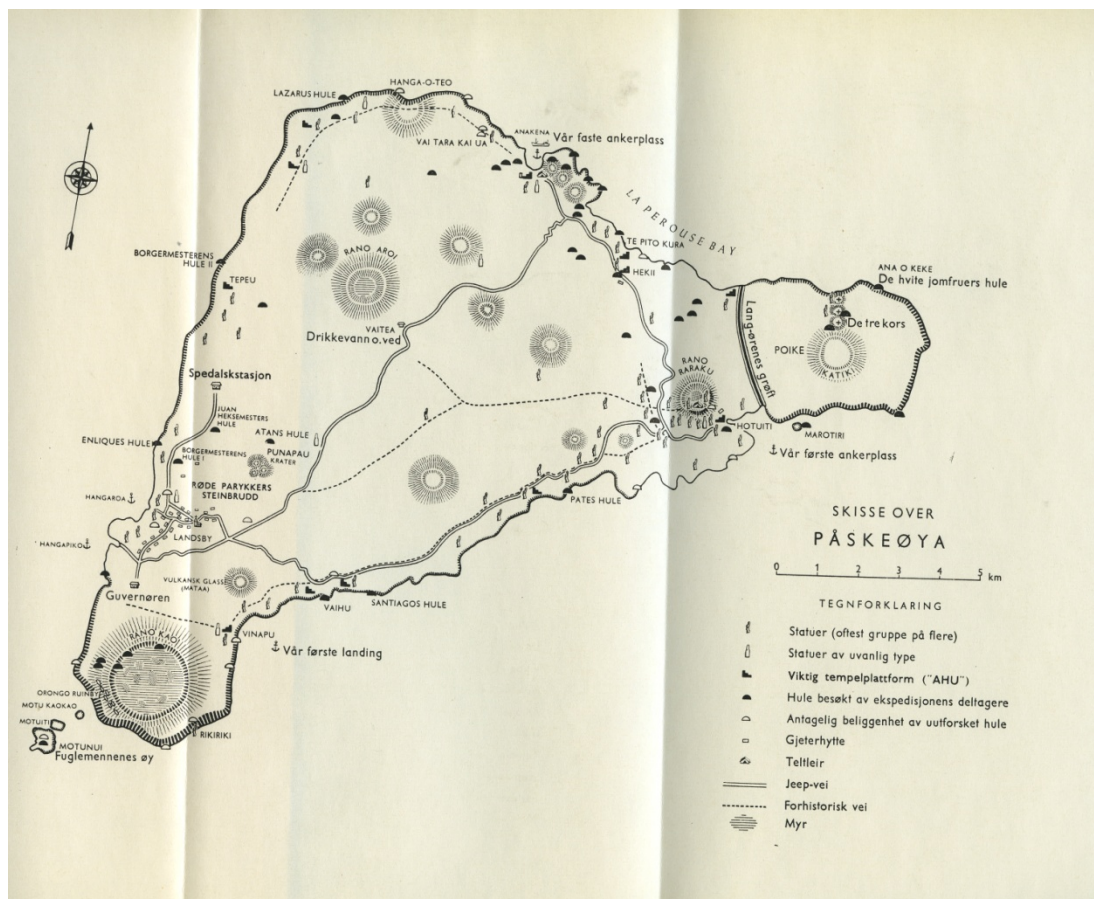 HANGA-O-TEO
LAZARUS HULE
VAI TARA KAI UA
ANAKENA
Vår faste ankerplass
LA PEROUSE BAY
TE PITO KURA
HEKII
BORGERMESTERENS
HULE II
TEPEU
RANO AROI
ANA O KEKE
De hvite jomfruers hule
De tre kors
POIKE
KATIKI
Lang-ørenes grøft
VAITEA
Drikkevann o. ved
RANO
RARAKU
Spedalskstasjon
JUAN
HEKSEMESTERS
HULE
ENLIQUES HULE
ATANS HULE
BORGERMESTERENS
HULE I
PUNAPAU
KRATER
RØDE PARYKKERS
STEINBRUDD
HOTUITI
MAROTIRI
Vår første ankerplass
HANGAROA
LANDSBY
HANGAPIKO
PATES HULE
VULKANSK GLASS
(MATAA)
Guvernøren
VAIHU
SANTIAGOS HULE
VINAPU
Vår første landing
RANO KAO
ORONGO RUINBY
MOTU KAOKAO
MOTUITI
MOTUNUI
Fuglemennenes øy
RIKIRIKI
SKISSE OVER
PÅSKEØYA
0 1 2 3 4 5 km
TEGNFORKLARING
Statuer (oftest gruppe på flere)
Statuer av uvanlig type
Viktig tempelplattform ("AHU")
Hule besøkt av ekspedisjonens deltagere
Antagelig beliggenhet av uutforsket hule
Gjeterhytte
Teltleir
Jeep-vei
Forhistorisk vei
Myr